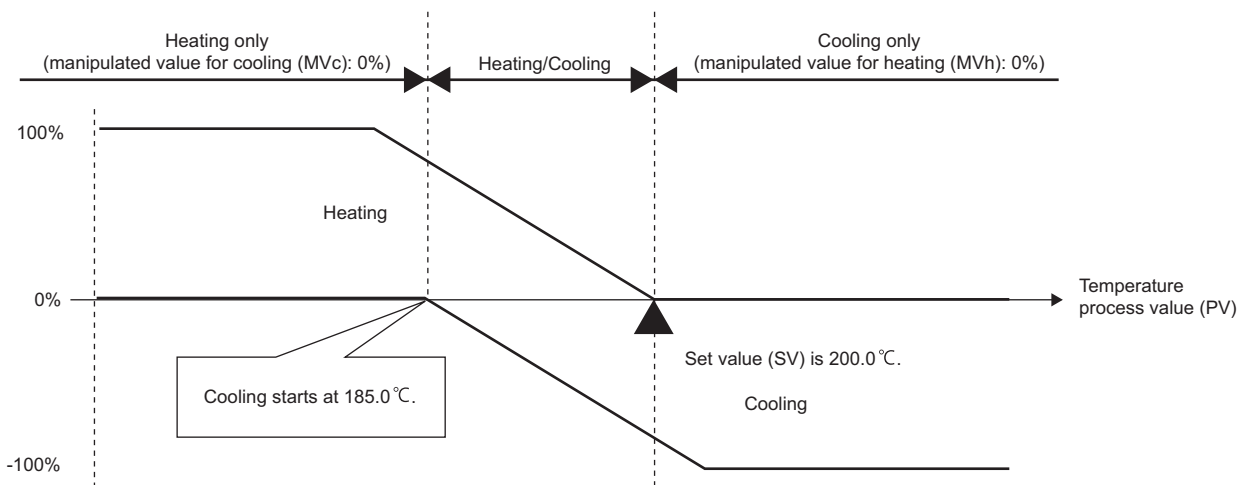 Heating only
(manipulated value for cooling (MVc): 0%)
Heating/Cooling
Cooling only
(manipulated value for heating (MVh): 0%)
100%
Heating
0%
Temperature
process value (PV)
Set value (SV) is 200.0℃.
Cooling starts at 185.0℃.
Cooling
-100%